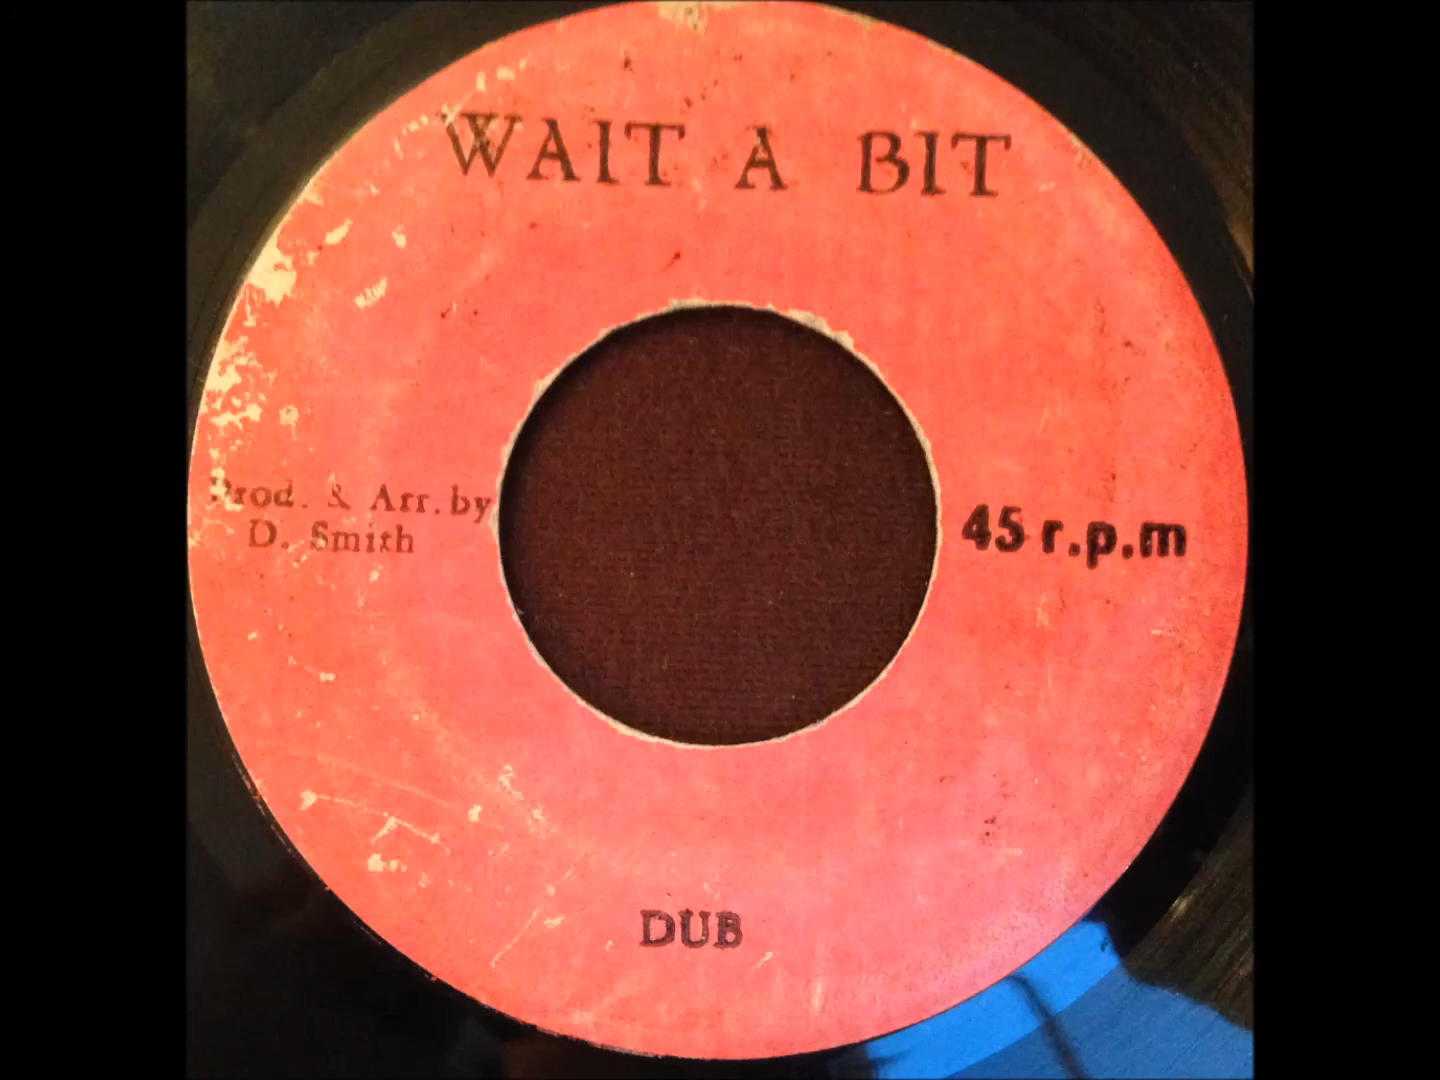 WAIT A BIT
Prod. & Arr. by
D. Smith
45 r.p.m
DUB